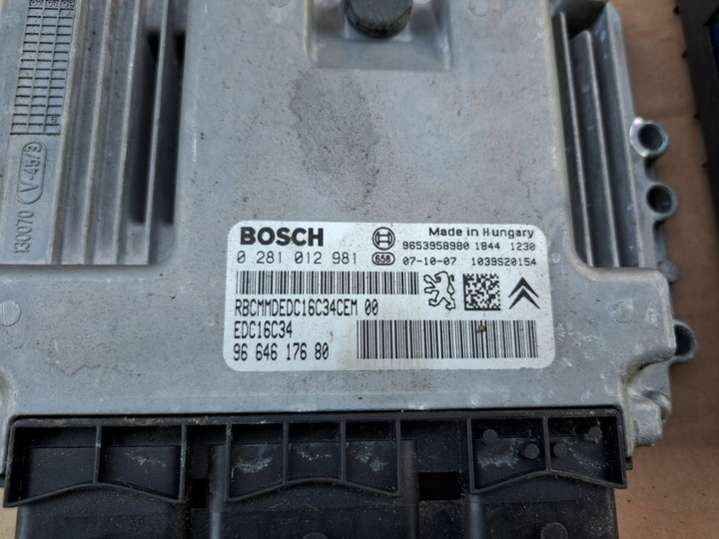 130070
V-45/3
BOSCH
Made in Hungary
9653958980 1844 1230
0 281 012 981 658 07-10-07 1039S20154
RBCMMDEDC16C34CEM 00
EDC16C34
96 646 176 80